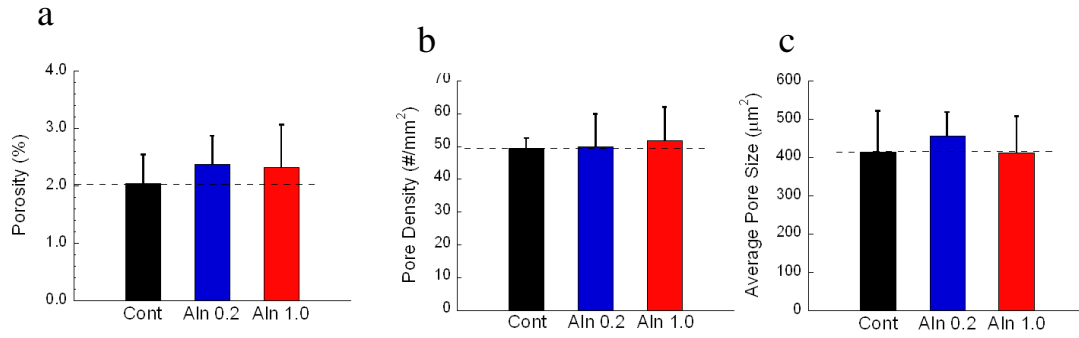 a
Porosity (%)
4.0
3.0
2.0
1.0
0.0
Cont Aln 0.2 Aln 1.0
b
Pore Density (#/mm²)
70
60
50
40
30
20
10
0
Cont Aln 0.2 Aln 1.0
c
Average Pore Size (μm²)
600
500
400
300
200
100
0
Cont Aln 0.2 Aln 1.0